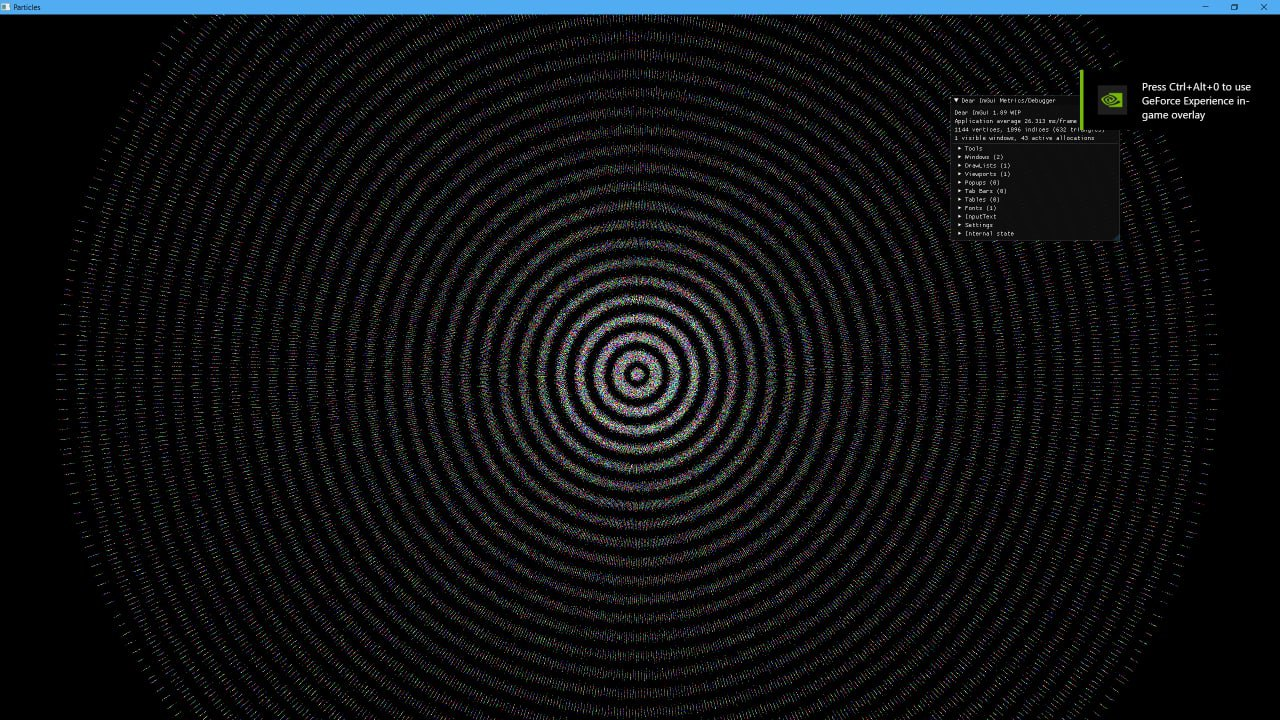 Particles
Press Ctrl+Alt+0 to use
GeForce Experience in-
game overlay
Dear ImGui Metrics/Debugger
Dear ImGui 1.89 WIP
Application average 26.313 ms/frame
1144 vertices, 1896 indices (632 triangles)
1 visible windows, 43 active allocations
Tools
Windows (2)
DrawLists (1)
Viewports (1)
Popups (0)
Tab Bars (0)
Tables (0)
Fonts (1)
InputText
Settings
Internal state